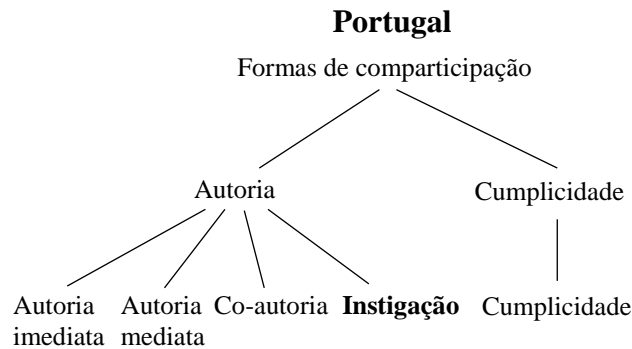 Portugal
Formas de comparticipação
Autoria
Cumplicidade
Autoria imediata
Autoria mediata
Co-autoria
Instigação
Cumplicidade